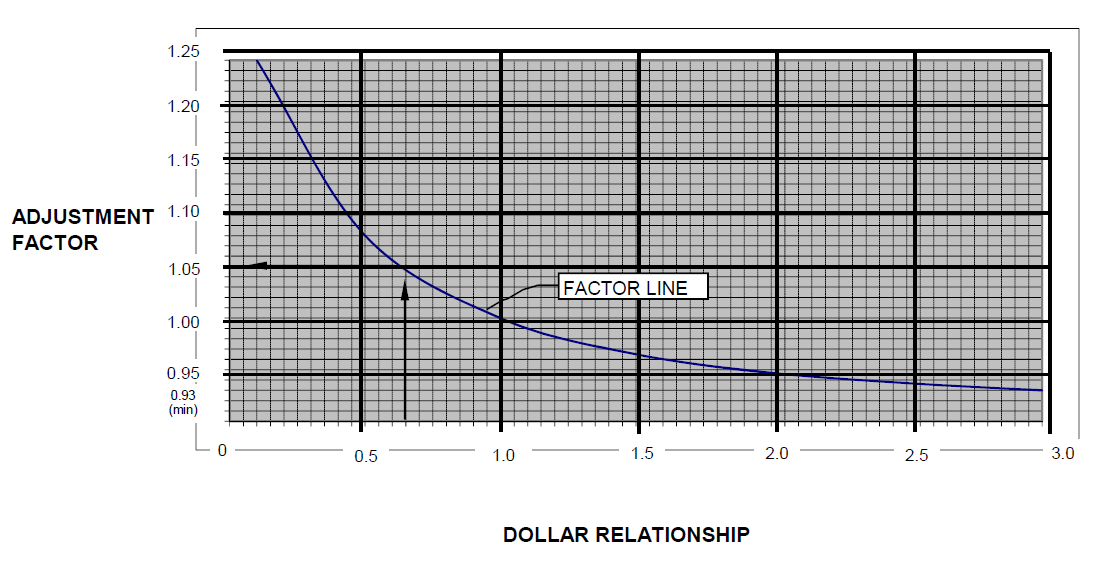 1.25
1.20
1.15
ADJUSTMENT
FACTOR
1.10
1.05
FACTOR LINE
1.00
0.95
0.93
(min)
0 0.5 1.0 1.5 2.0 2.5 3.0
DOLLAR RELATIONSHIP